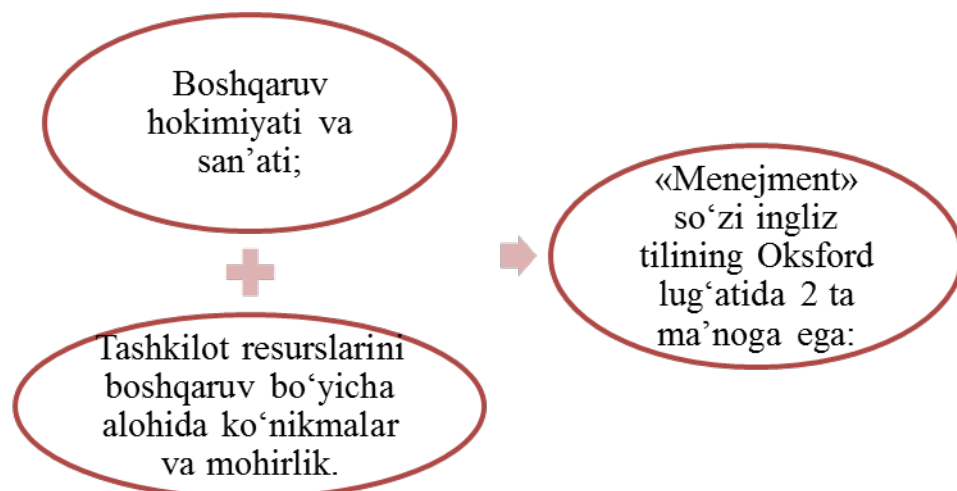 Boshqaruv
hokimiyati va
san’ati;
Tashkilot resurslarini
boshqaruv bo‘yicha
alohida ko‘nikmalar
va mohirlik.
«Menejment»
so‘zi ingliz
tilining Oksford
lug‘atida 2 ta
ma’noga ega: